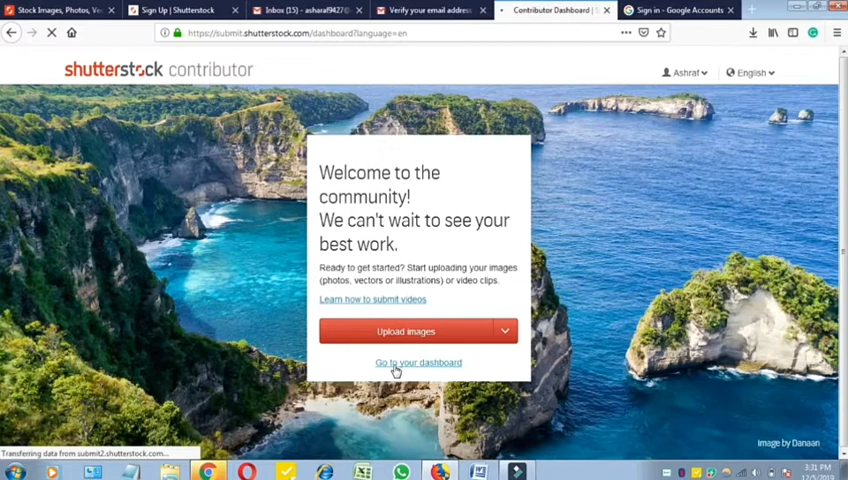 Stock Images, Photos, Ve
Sign Up | Shutterstock
Inbox (15) - asharaf9427@
Verify your email address
Contributor Dashboard | S
Sign in - Google Accounts
https://submit.shutterstock.com/dashboard?language=en
shutterstock contributor
Ashraf
English
Welcome to the
community!
We can't wait to see your
best work.
Ready to get started? Start uploading your images
(photos, vectors or illustrations) or video clips.
Learn how to submit videos
Upload images
Go to your dashboard
Image by Danaan
Transferring data from submit2.shutterstock.com...
3:31 PM